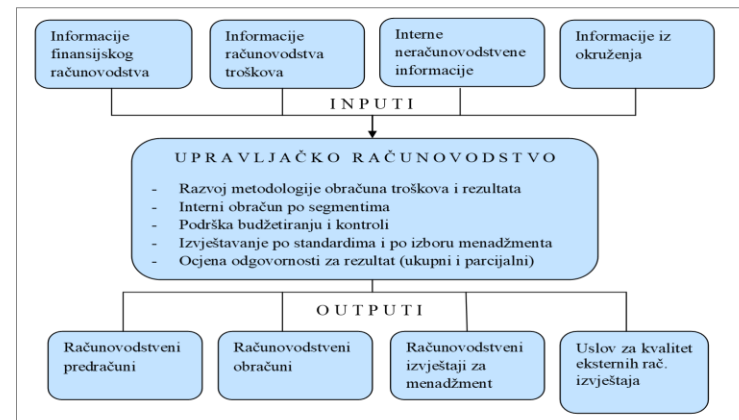 Informacije
finansijskog
računovodstva
Informacije
računovodstva
troškova
Interne
neračunovodstvene
informacije
Informacije iz
okruženja
INPUTI
UPRAVLJAČKO RAČUNOVODSTVO
- Razvoj metodologije obračuna troškova i rezultata
- Interni obračun po segmentima
- Podrška budžetiranju i kontroli
- Izvještavanje po standardima i po izboru menadžmenta
- Ocjena odgovornosti za rezultat (ukupni i parcijalni)
OUTPUTI
Računovodstveni
predračuni
Računovodstveni
obračuni
Računovodstveni
izvještaji za
menadžment
Uslov za kvalitet
eksternih rač.
izvještaja